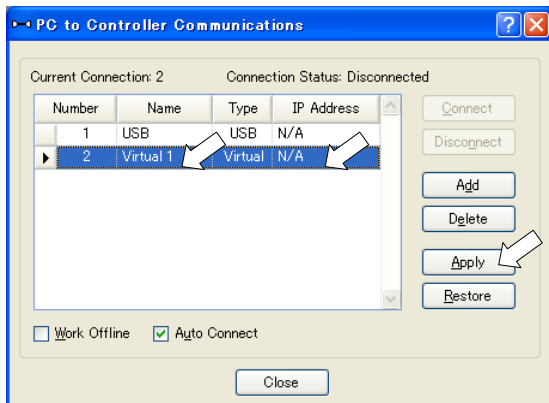 PC to Controller Communications
Current Connection: 2 Connection Status: Disconnected
Number Name Type IP Address
1 USB USB N/A
2 Virtual 1 Virtual N/A
Connect
Disconnect
Add
Delete
Apply
Restore
Work Offline Auto Connect
Close